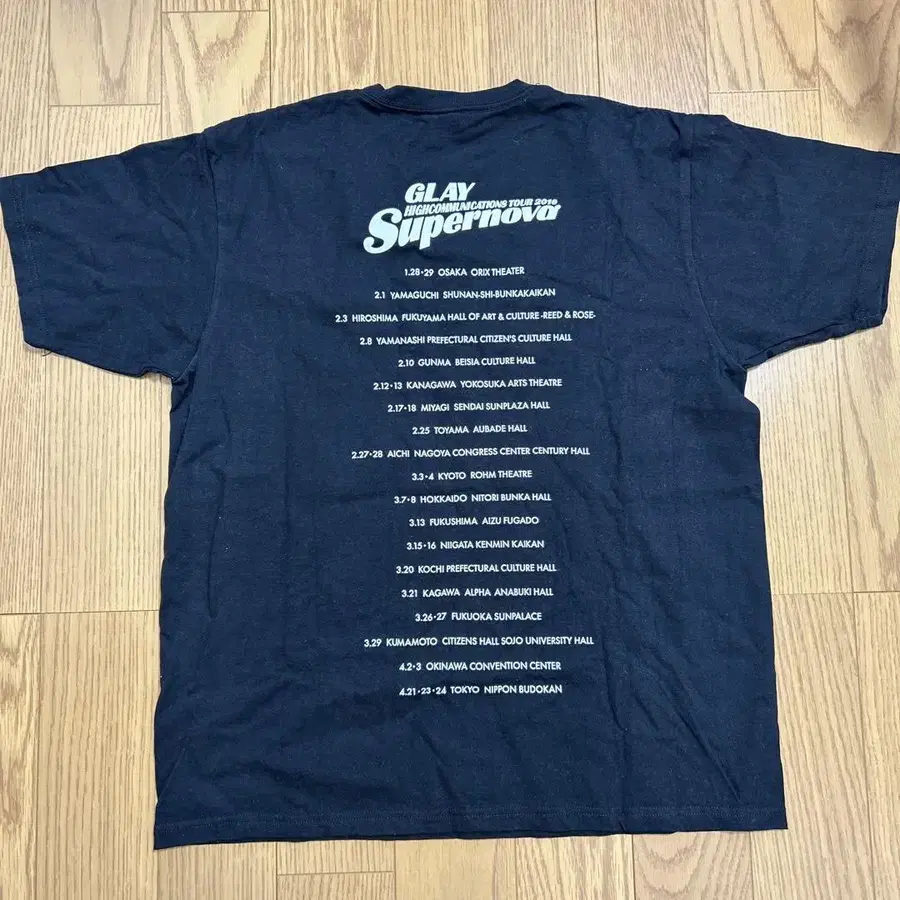 GLAY
HIGHCOMMUNICATIONS TOUR 2016
Supernova
1.28•29 OSAKA ORIX THEATER
2.1 YAMAGUCHI SHUNAN-SHI-BUNKAKAIKAN
2.3 HIROSHIMA FUKUYAMA HALL OF ART & CULTURE -REED & ROSE-
2.8 YAMANASHI PREFECTURAL CITIZEN'S CULTURE HALL
2.10 GUNMA BEISIA CULTURE HALL
2.12•13 KANAGAWA YOKOSUKA ARTS THEATRE
2.17•18 MIYAGI SENDAI SUNPLAZA HALL
2.25 TOYAMA AUBADE HALL
2.27•28 AICHI NAGOYA CONGRESS CENTER CENTURY HALL
3.3•4 KYOTO ROHM THEATRE
3.7•8 HOKKAIDO NITORI BUNKA HALL
3.13 FUKUSHIMA AIZU FUGADO
3.15•16 NIIGATA KENMIN KAIKAN
3.20 KOCHI PREFECTURAL CULTURE HALL
3.21 KAGAWA ALPHA ANABUKI HALL
3.26•27 FUKUOKA SUNPALACE
3.29 KUMAMOTO CITIZENS HALL SOJO UNIVERSITY HALL
4.2•3 OKINAWA CONVENTION CENTER
4.21•23•24 TOKYO NIPPON BUDOKAN